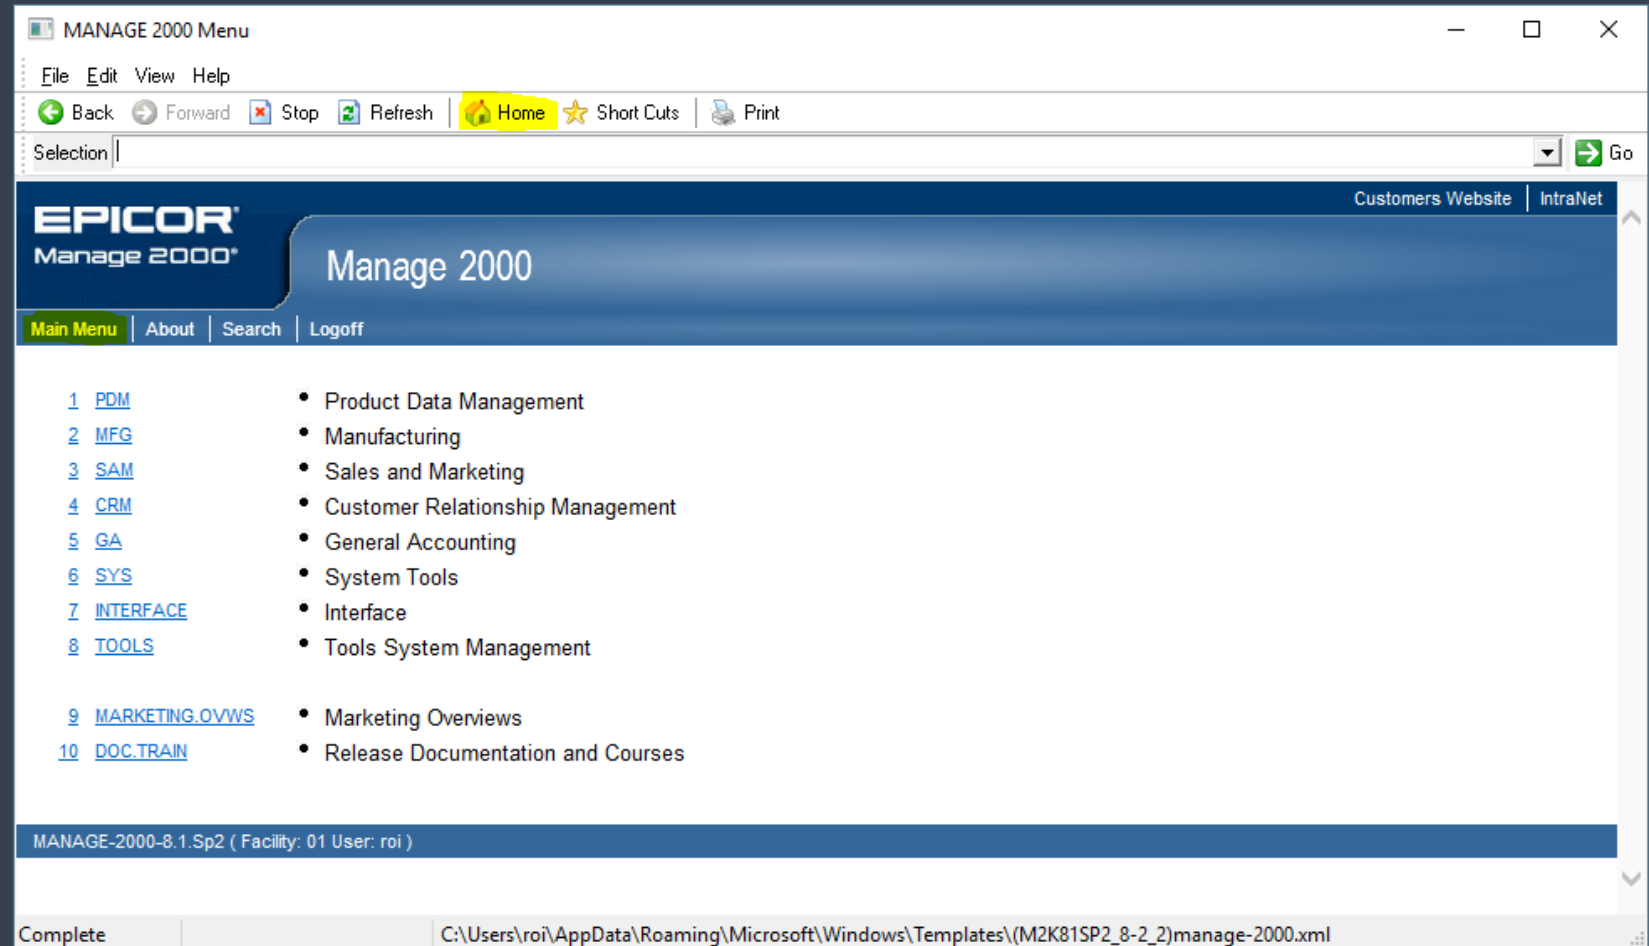 MANAGE 2000 Menu
File Edit View Help
Back Forward Stop Refresh Home Short Cuts Print
Selection Go
Customers Website IntraNet
EPICOR
Manage 2000®
Manage 2000
Main Menu About Search Logoff
1 PDM • Product Data Management
2 MFG • Manufacturing
3 SAM • Sales and Marketing
4 CRM • Customer Relationship Management
5 GA • General Accounting
6 SYS • System Tools
7 INTERFACE • Interface
8 TOOLS • Tools System Management
9 MARKETING.OVWS • Marketing Overviews
10 DOC.TRAIN • Release Documentation and Courses
MANAGE-2000-8.1.Sp2 ( Facility: 01 User: roi )
Complete C:\Users\roi\AppData\Roaming\Microsoft\Windows\Templates\(M2K81SP2_8-2_2)manage-2000.xml